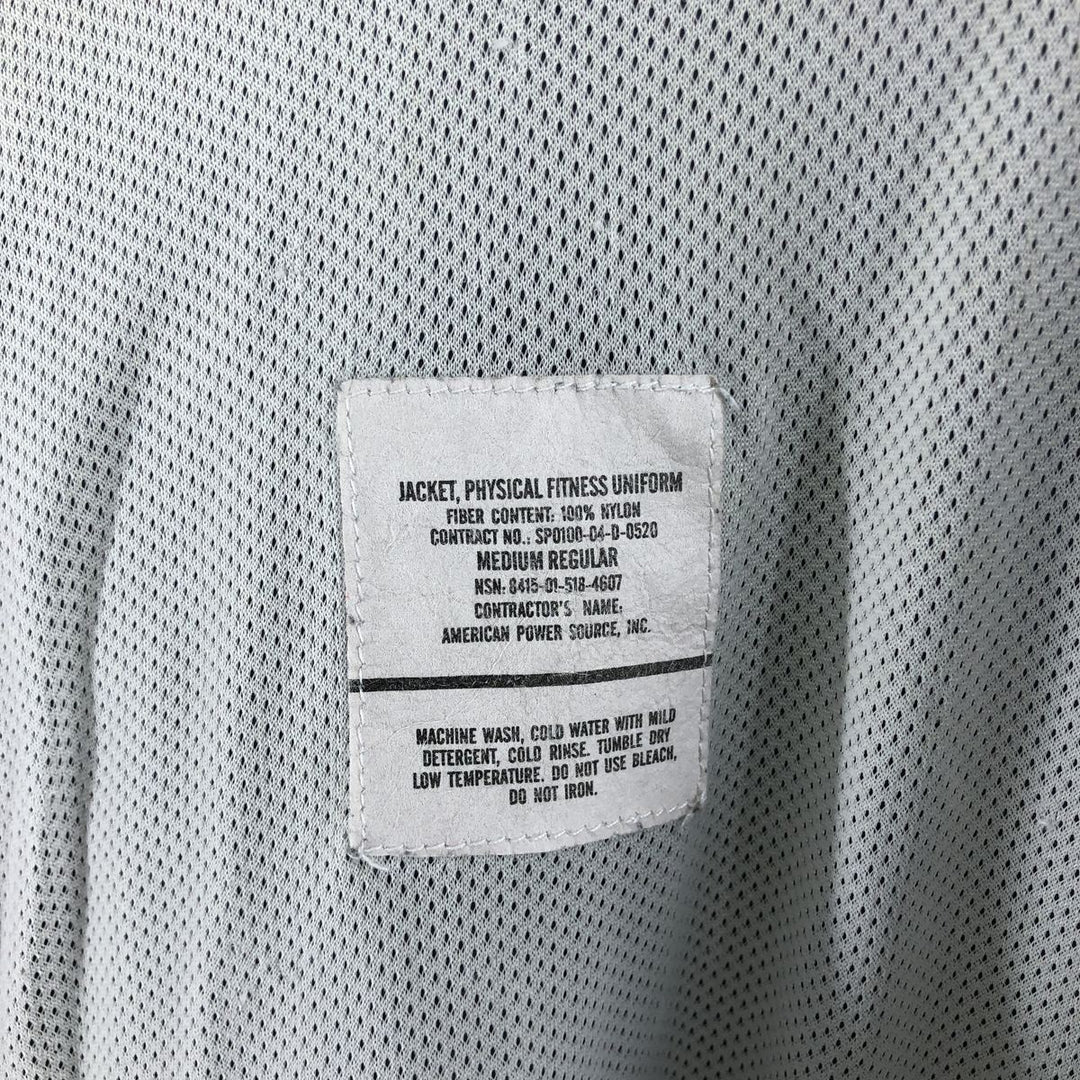 JACKET, PHYSICAL FITNESS UNIFORM
FIBER CONTENT: 100% NYLON
CONTRACT NO.: SP0100-04-D-0520
MEDIUM REGULAR
NSN: 8415-01-518-4607
CONTRACTOR'S NAME:
AMERICAN POWER SOURCE, INC.
MACHINE WASH, COLD WATER WITH MILD
DETERGENT, COLD RINSE. TUMBLE DRY
LOW TEMPERATURE. DO NOT USE BLEACH,
DO NOT IRON.